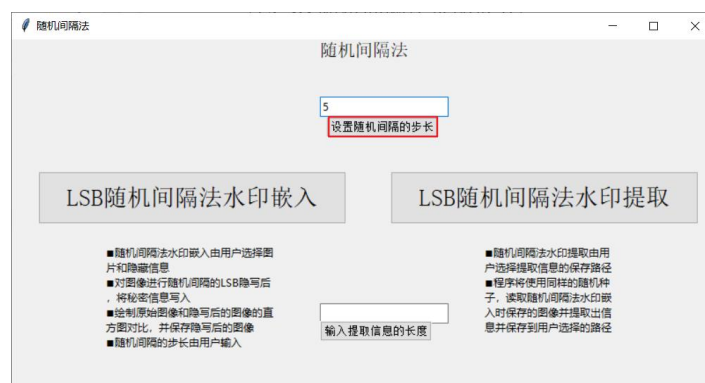 随机间隔法
随机间隔法
5
设置随机间隔的步长
LSB随机间隔法水印嵌入
LSB随机间隔法水印提取
■随机间隔法水印嵌入由用户选择图
片和隐蔽信息
■对图像进行随机间隔的LSB隐写后
，将秘密信息写入
■绘制原始图像和隐写后的图像的直
方图对比，并保存隐写后的图像
■随机间隔的步长由用户输入
■随机间隔法水印提取由用
户选择提取信息的保存路径
■程序将使用同样的随机种
子，读取随机间隔法水印嵌
入时保存的图像并提取出信
息并保存到用户选择的路径
输入提取信息的长度